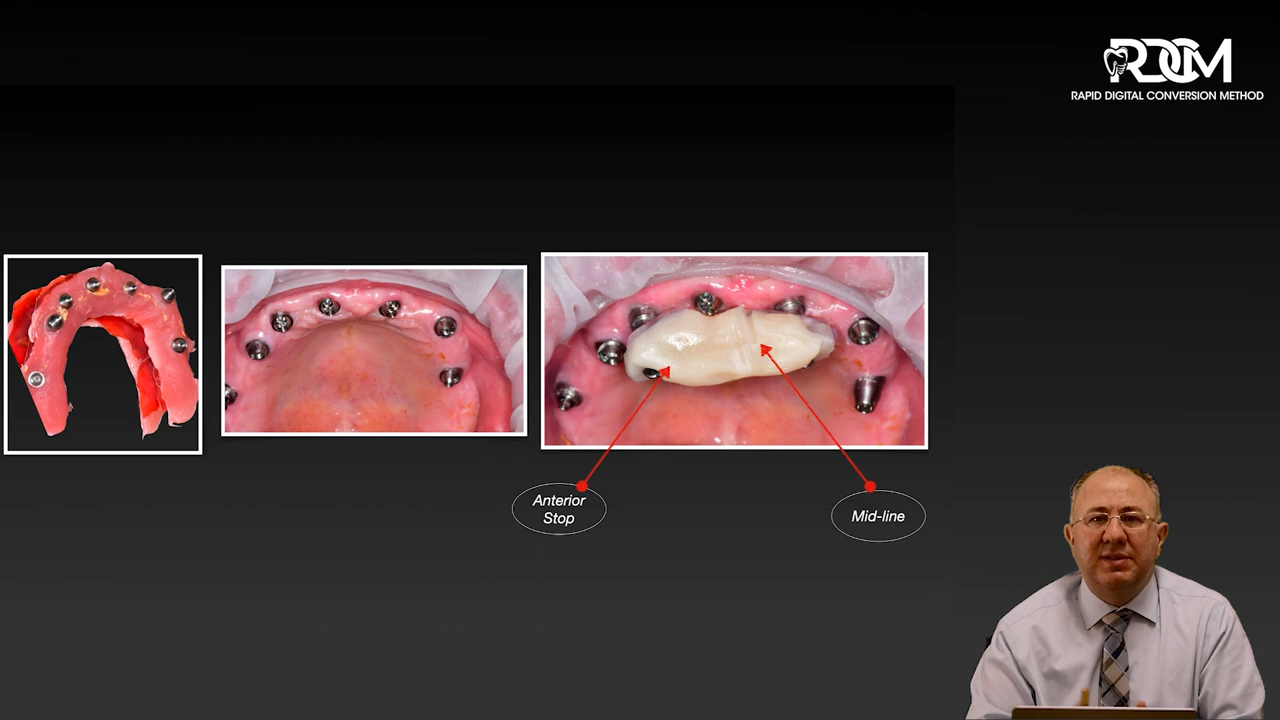 RDCM
RAPID DIGITAL CONVERSION METHOD
Anterior
Stop
Mid-line